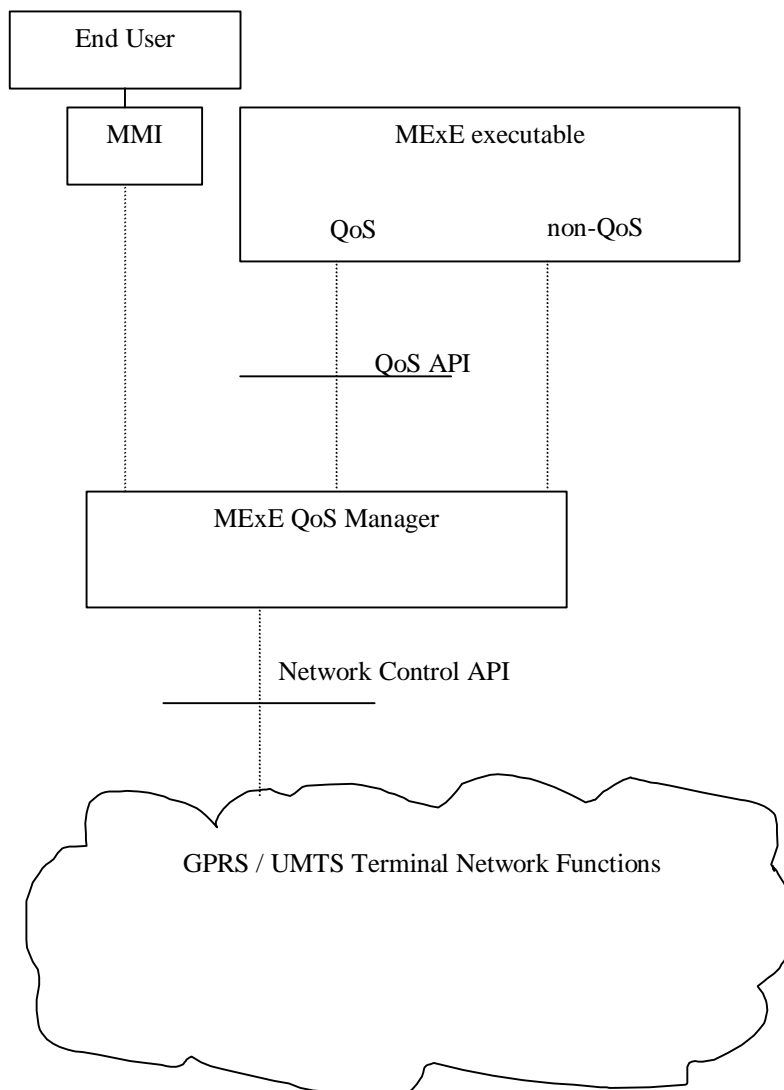 End User
MMI
MExE executable
QoS
non-QoS
QoS API
MExE QoS Manager
Network Control API
GPRS / UMTS Terminal Network Functions